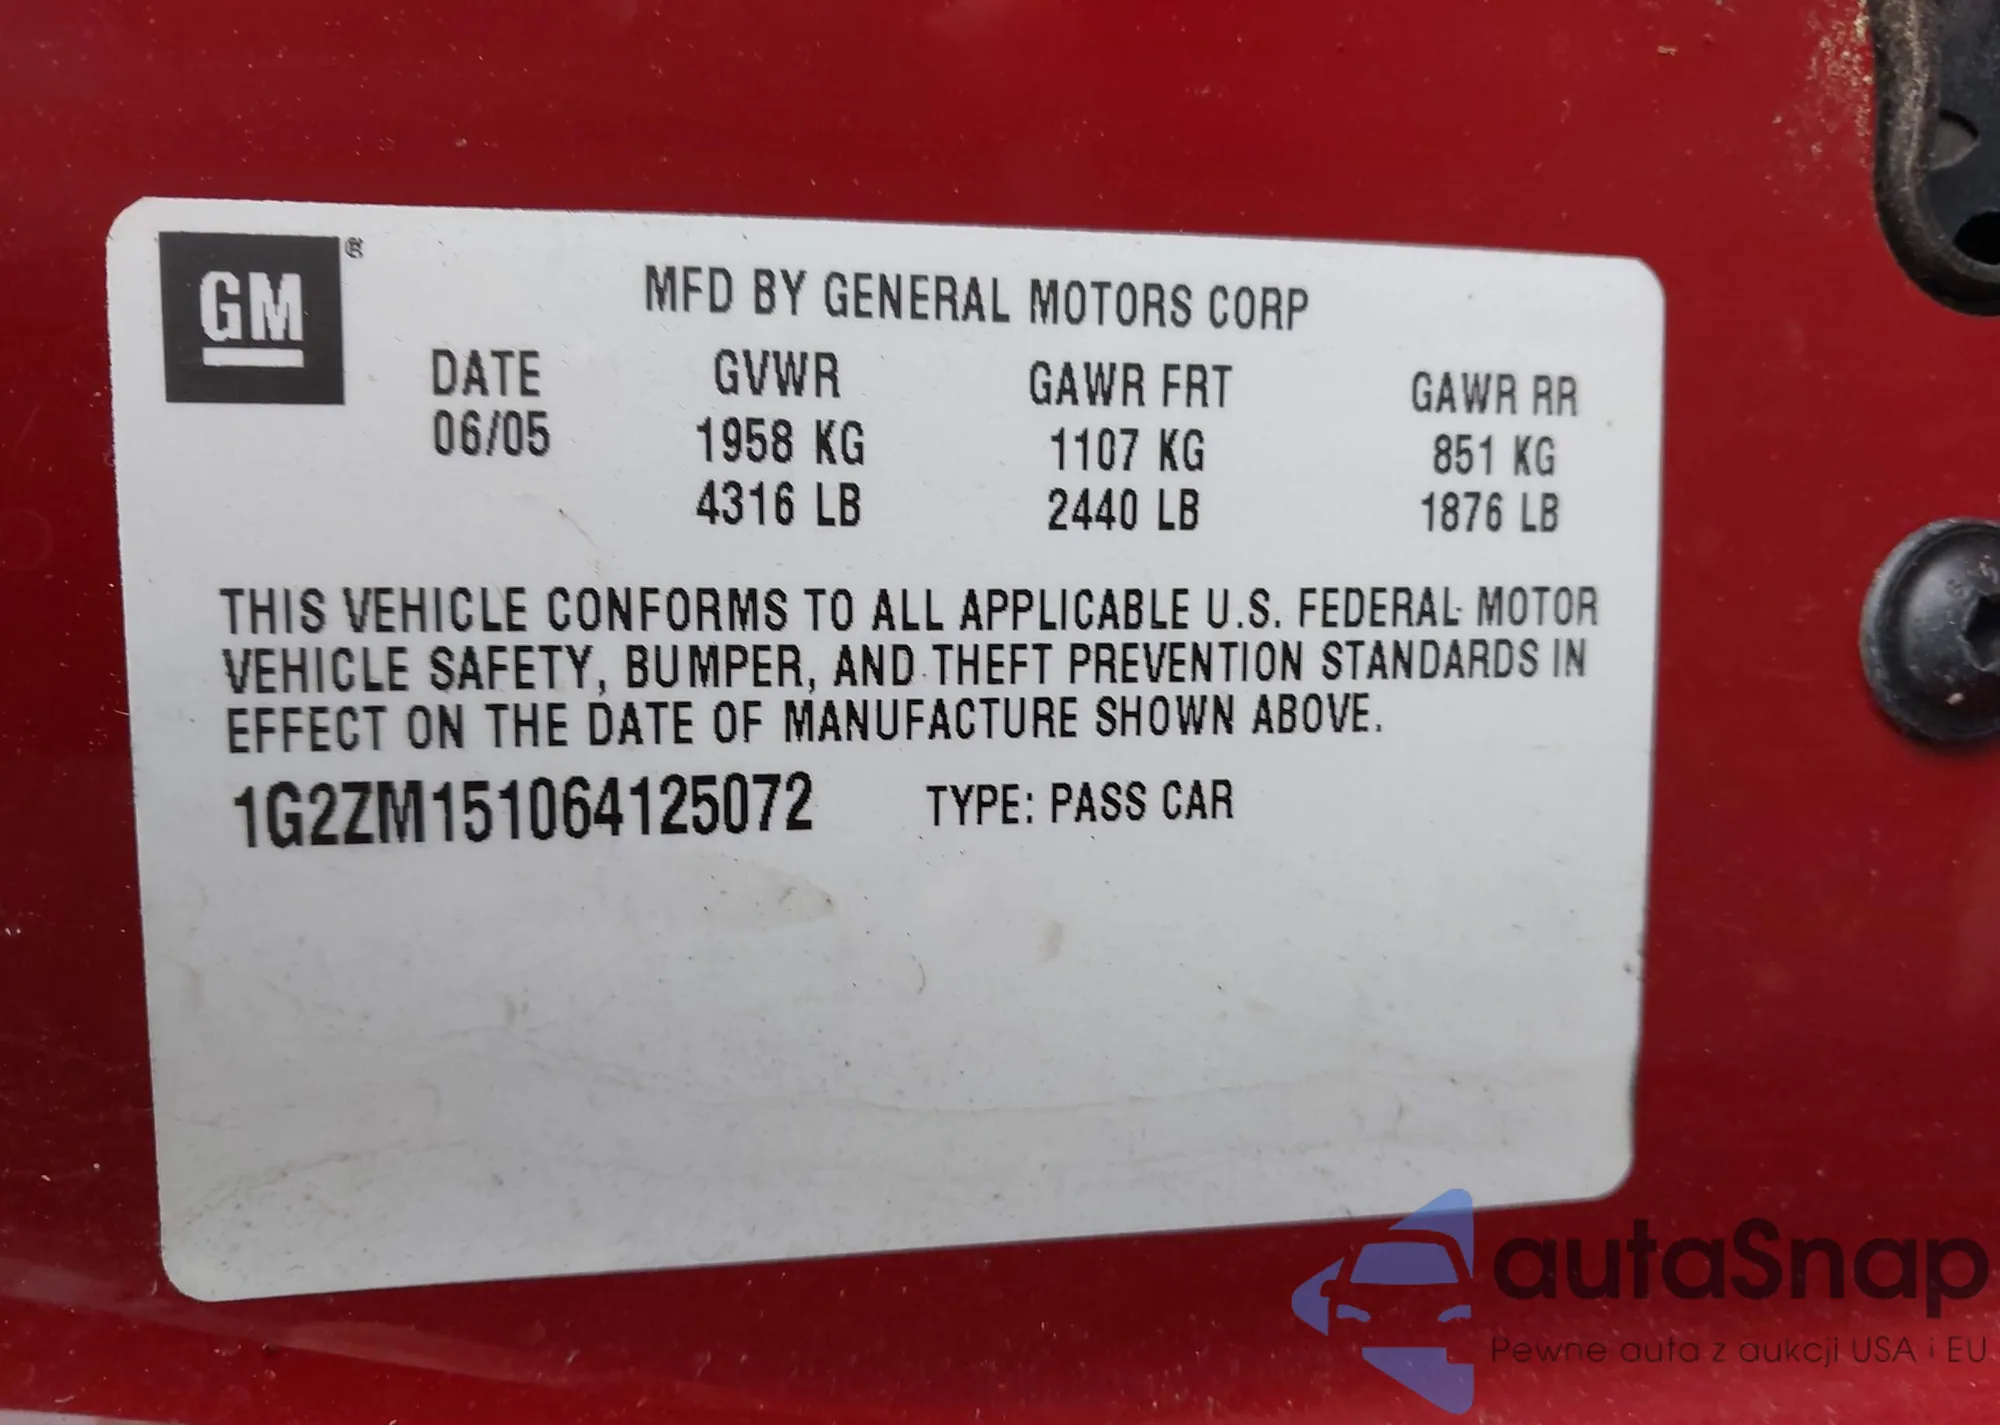 GM®
MFD BY GENERAL MOTORS CORP
DATE GVWR GAWR FRT GAWR RR
06/05 1958 KG 1107 KG 851 KG
4316 LB 2440 LB 1876 LB
THIS VEHICLE CONFORMS TO ALL APPLICABLE U.S. FEDERAL MOTOR
VEHICLE SAFETY, BUMPER, AND THEFT PREVENTION STANDARDS IN
EFFECT ON THE DATE OF MANUFACTURE SHOWN ABOVE.
1G2ZM151064125072 TYPE: PASS CAR
autaSnap
Pewne auta z aukcji USA i EU